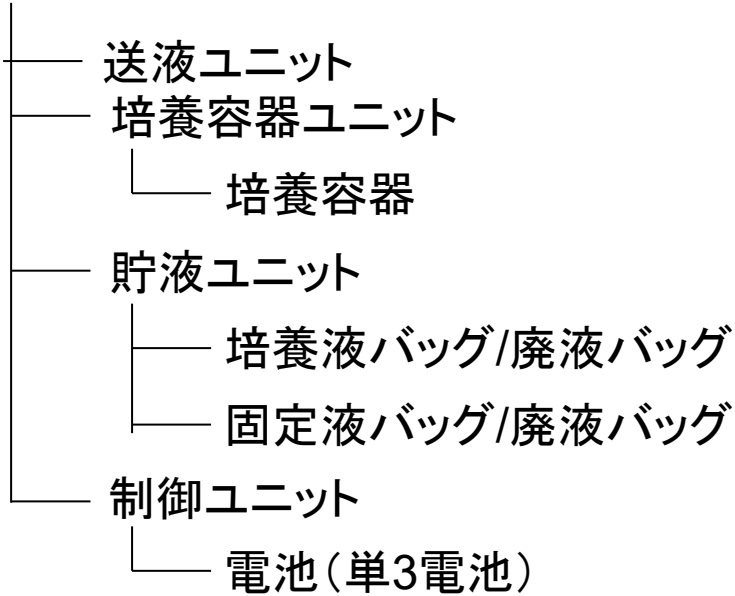 送液ユニット
培養容器ユニット
培養容器
貯液ユニット
培養液バッグ/廃液バッグ
固定液バッグ/廃液バッグ
制御ユニット
電池（単3電池）